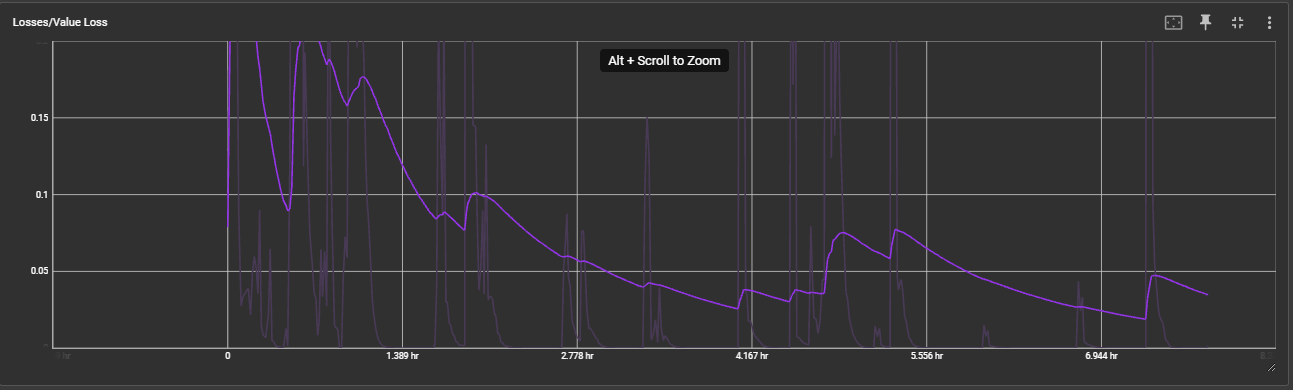 Losses/Value Loss
Alt + Scroll to Zoom
0.15
0.1
0.05
0 1.389 hr 2.778 hr 4.167 hr 5.556 hr 6.944 hr